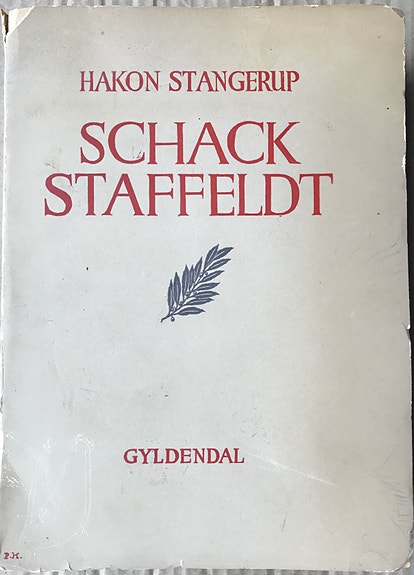 HAKON STANGERUP
SCHACK
STAFFELDT
GYLDENDAL
P.H.